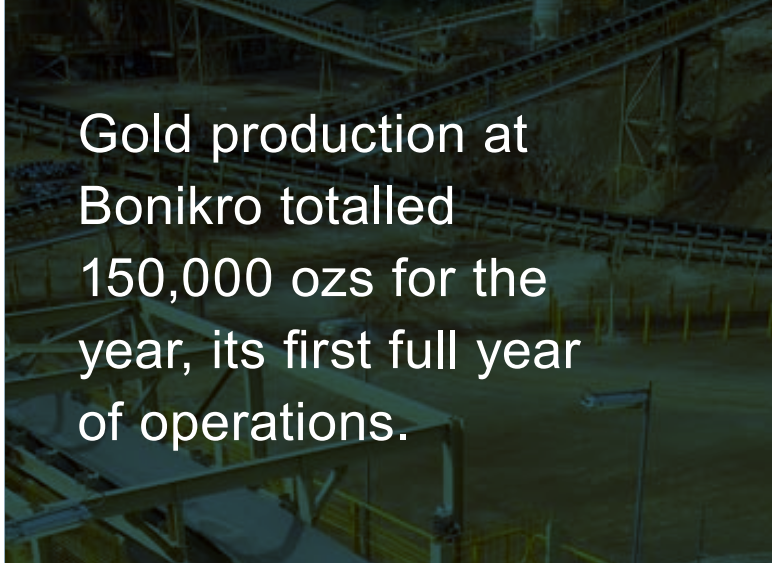 Gold production at
Bonikro totalled
150,000 ozs for the
year, its first full year
of operations.